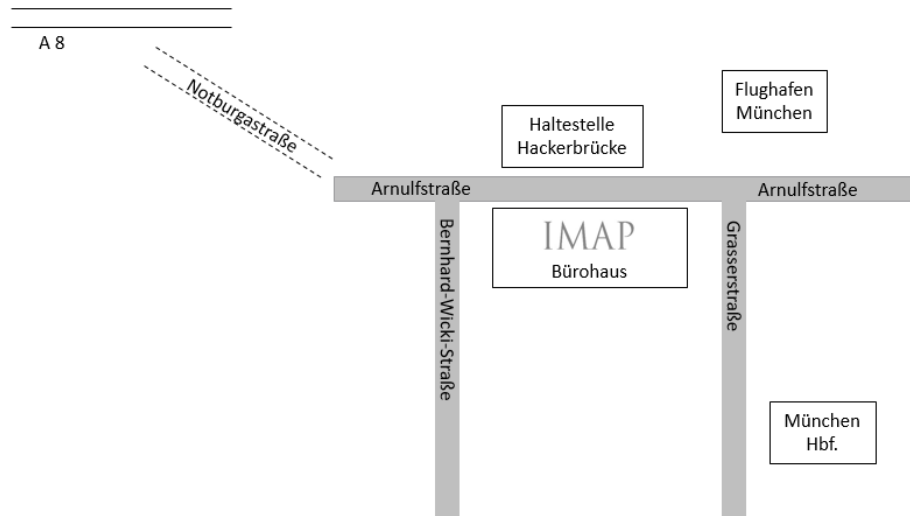 A 8
Notburgastraße
Flughafen
München
Haltestelle
Hackerbrücke
Arnulfstraße
Arnulfstraße
Bernhard-Wicki-Straße
IMAP
Bürohaus
Grasserstraße
München
Hbf.